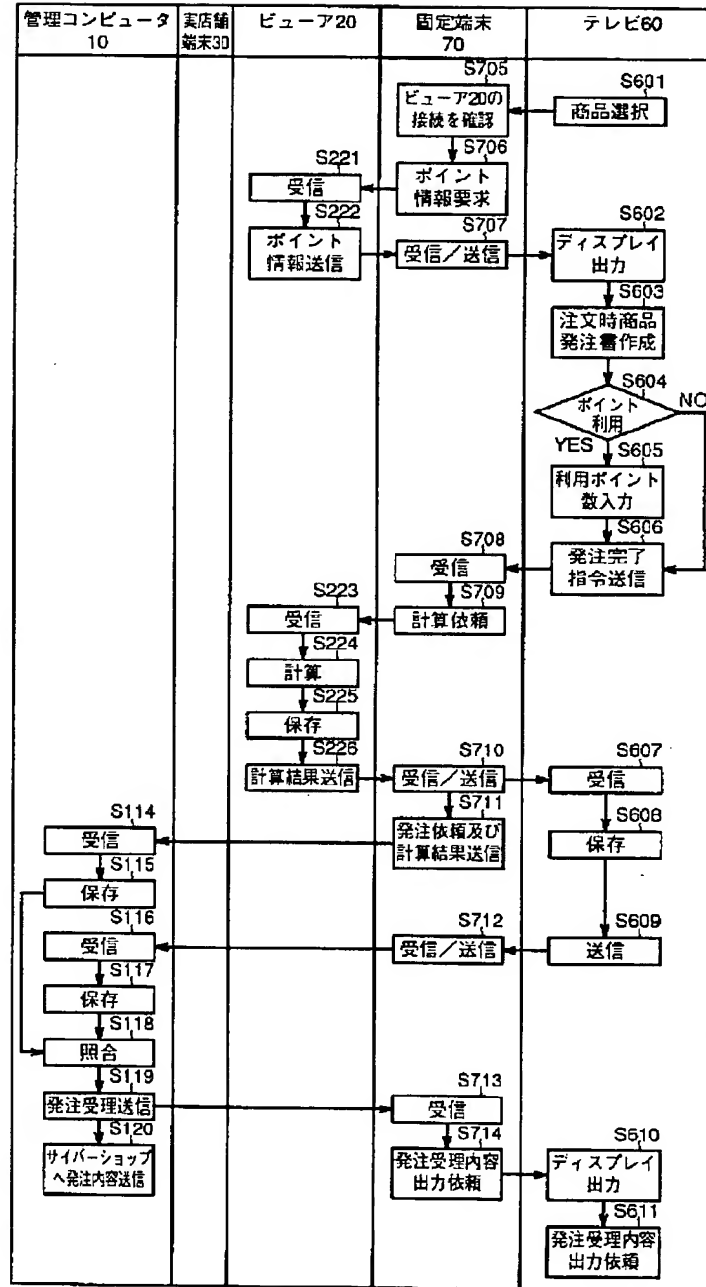 管理コンピュータ
10
実店舗
端末30
ビューア20
固定端末
70
テレビ60
S705
ビューア20の
接続を確認
S601
商品選択
S706
ポイント
情報要求
S221
受信
S222
ポイント
情報送信
S707
受信／送信
S602
ディスプレイ
出力
S603
注文時商品
発注書作成
S604
ポイント
利用
NO
YES
S605
利用ポイント
数入力
S606
発注完了
指令送信
S708
受信
S709
計算依頼
S223
受信
S224
計算
S225
保存
S226
計算結果送信
S710
受信／送信
S607
受信
S711
発注依頼及び
計算結果送信
S608
保存
S114
受信
S115
保存
S116
受信
S712
受信／送信
S609
送信
S117
保存
S118
照合
S119
発注受理送信
S713
受信
S120
サイバーショップ
へ発注内容送信
S714
発注受理内容
出力依頼
S610
ディスプレイ
出力
S611
発注受理内容
出力依頼